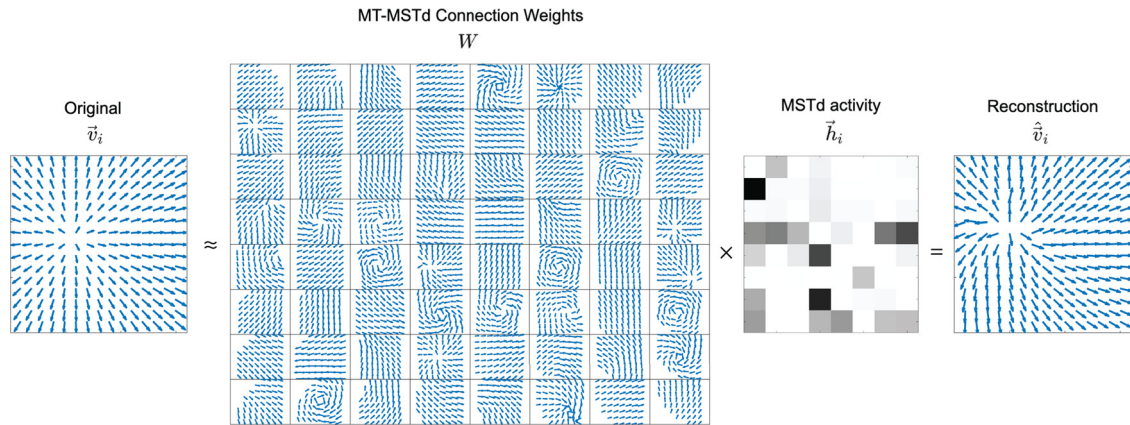 MT-MSTd Connection Weights
W
Original
v⃗ᵢ
≈
MSTd activity
h⃗ᵢ
×
=
Reconstruction
v̂⃗ᵢ